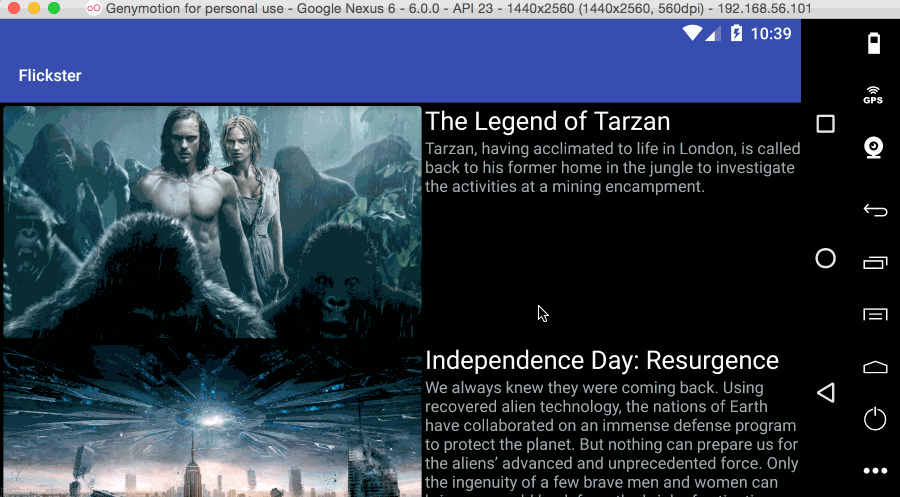 Genymotion for personal use - Google Nexus 6 - 6.0.0 - API 23 - 1440x2560 (1440x2560, 560dpi) - 192.168.56.101
10:39
Flickster
GPS
The Legend of Tarzan
Tarzan, having acclimated to life in London, is called
back to his former home in the jungle to investigate
the activities at a mining encampment.
Independence Day: Resurgence
We always knew they were coming back. Using
recovered alien technology, the nations of Earth
have collaborated on an immense defense program
to protect the planet. But nothing can prepare us for
the aliens’ advanced and unprecedented force. Only
the ingenuity of a few brave men and women can